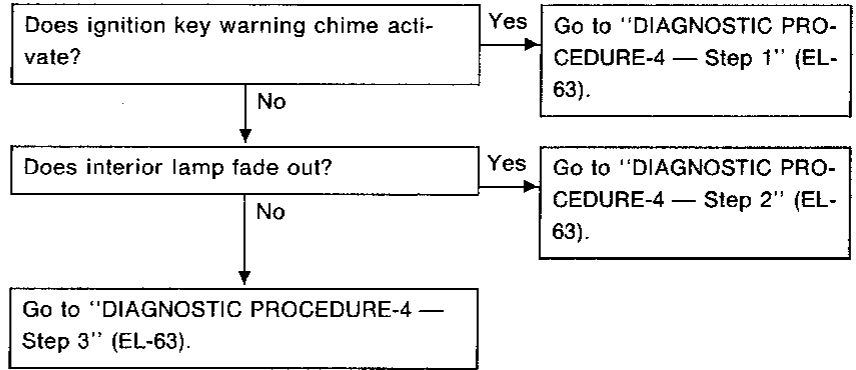 Does ignition key warning chime acti-
vate?
Yes
Go to "DIAGNOSTIC PRO-
CEDURE-4 — Step 1" (EL-
63).
No
Does interior lamp fade out?
Yes
Go to "DIAGNOSTIC PRO-
CEDURE-4 — Step 2" (EL-
63).
No
Go to "DIAGNOSTIC PROCEDURE-4 —
Step 3" (EL-63).